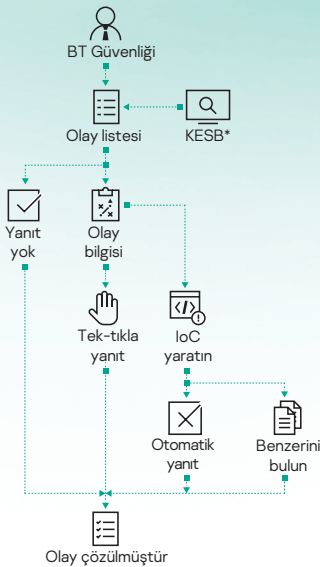 BT Güvenliği
Olay listesi
KESB*
Yanıt
yok
Olay
bilgisi
Tek-tıkla
yanıt
IoC
yaratın
Otomatik
yanıt
Benzerini
bulun
Olay çözülmüştür